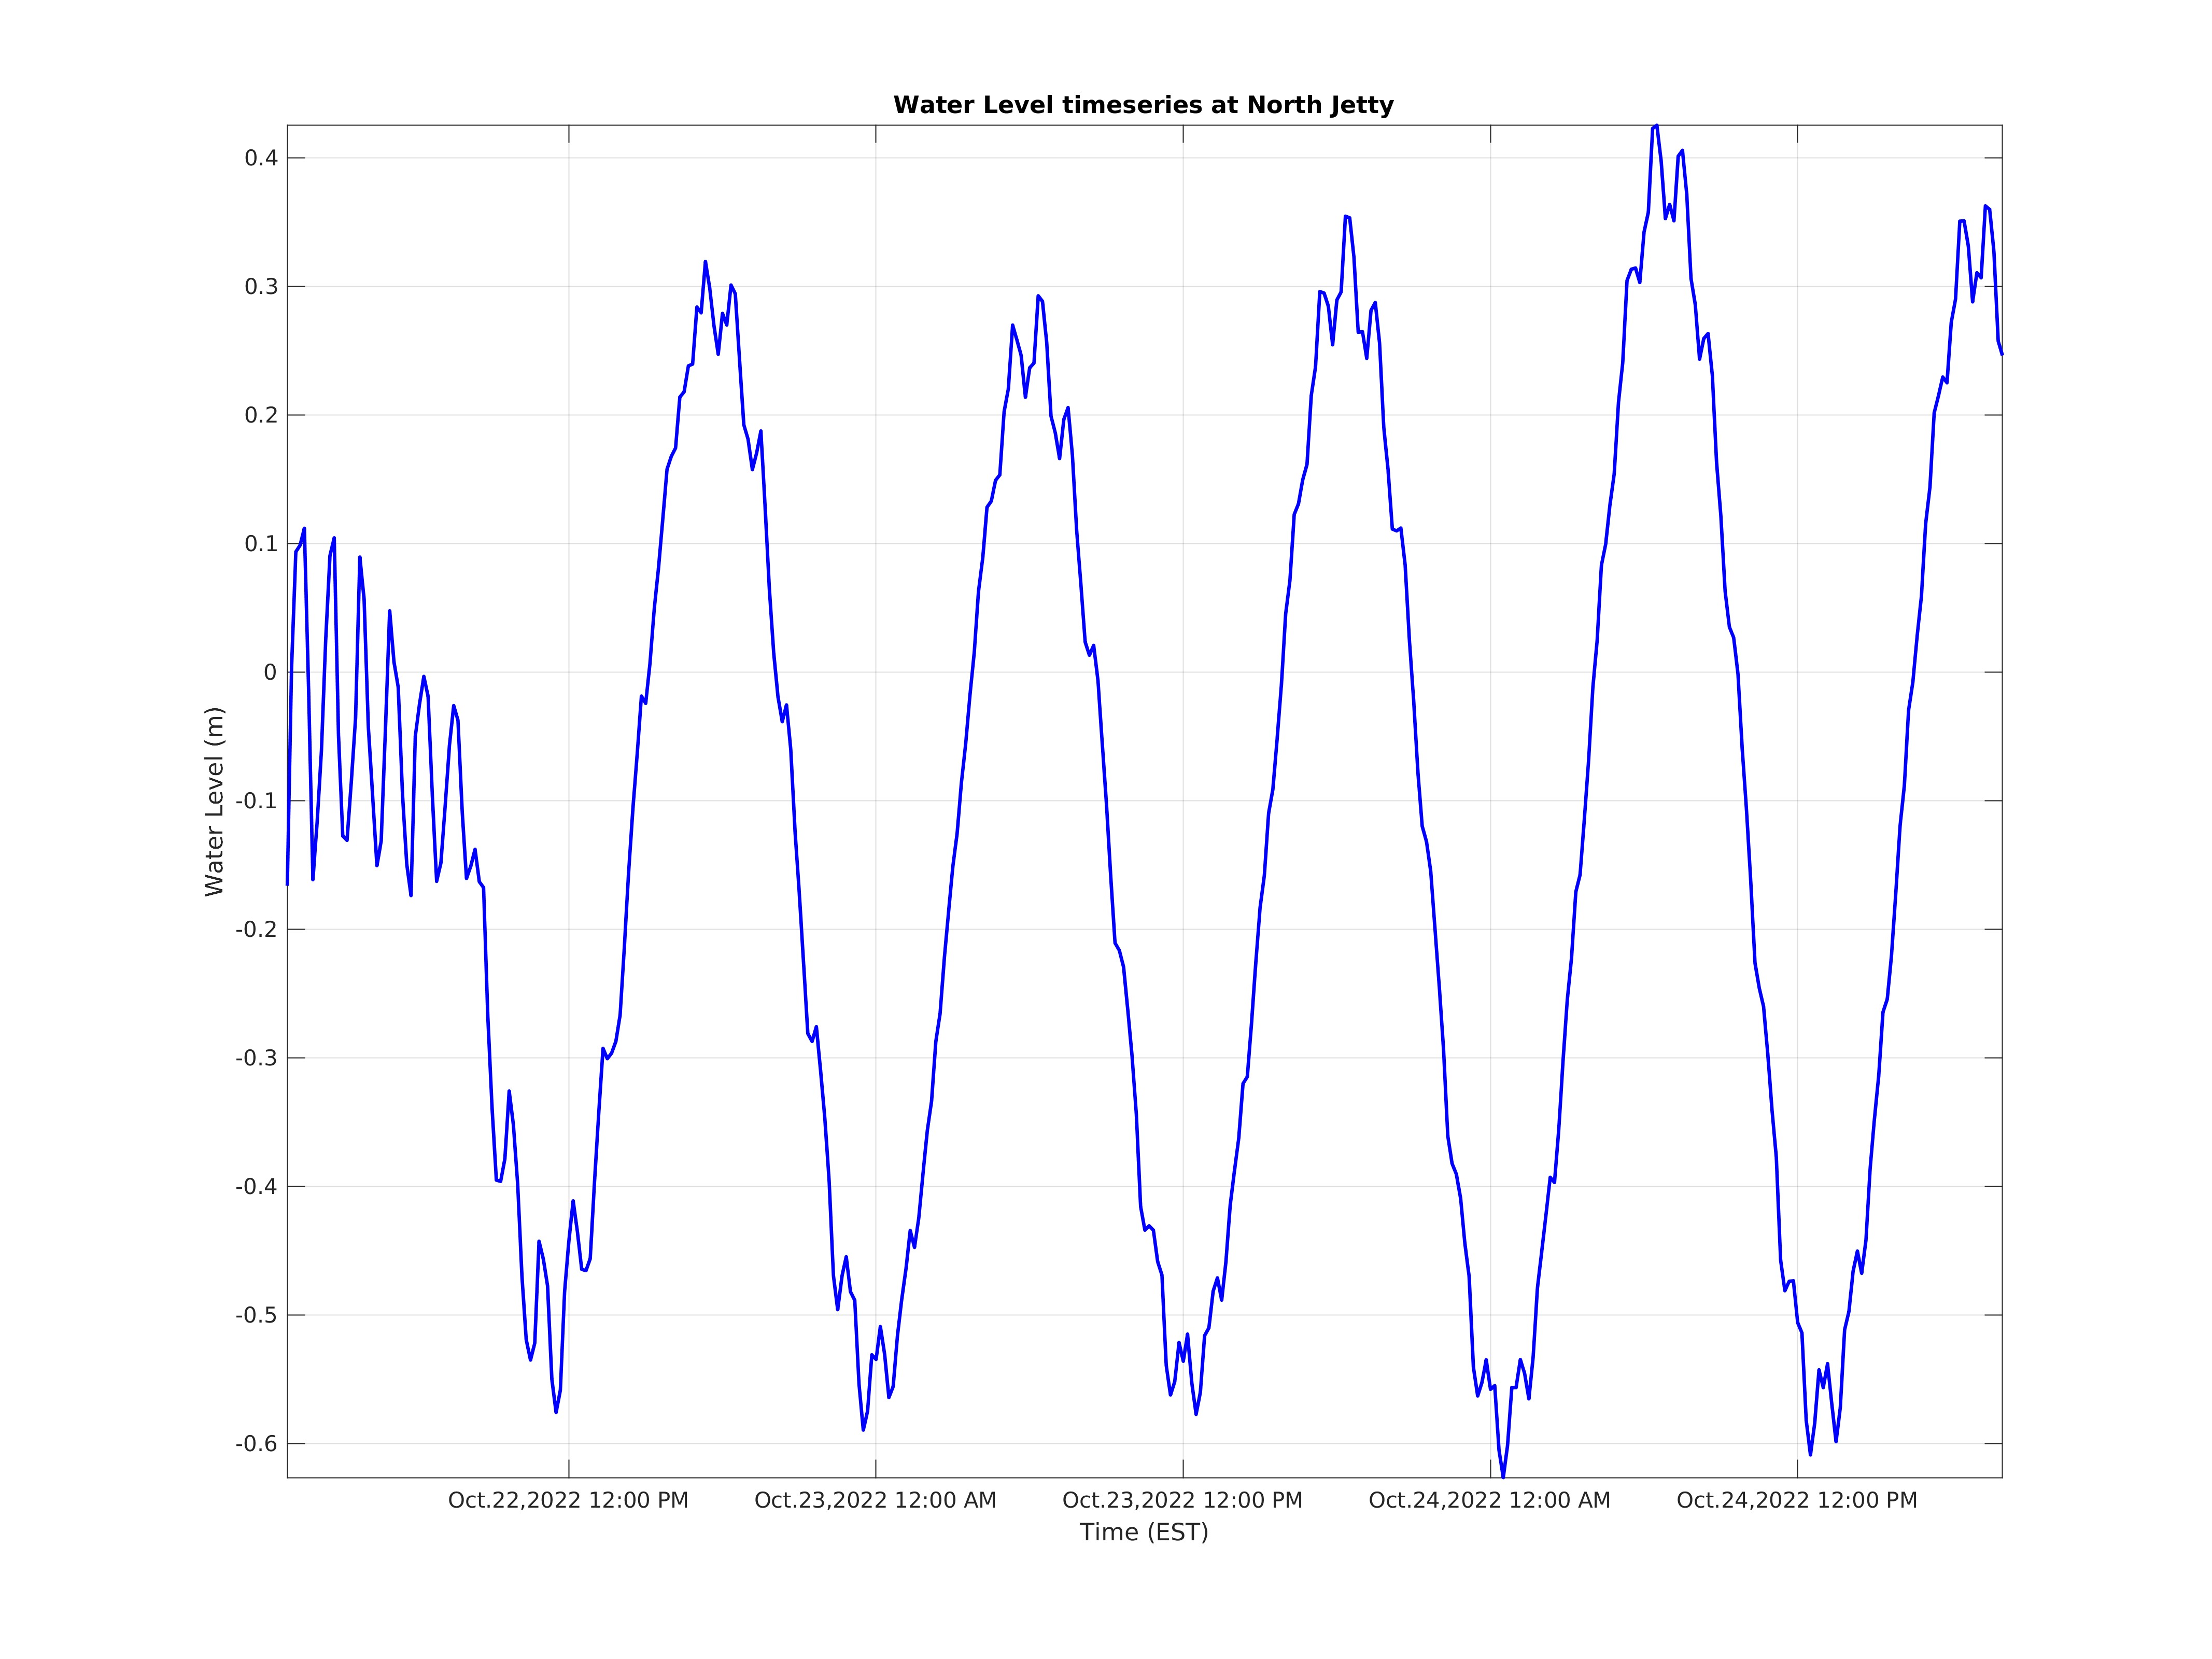 Water Level timeseries at North Jetty
0.4
0.3
0.2
0.1
0
-0.1
-0.2
-0.3
-0.4
-0.5
-0.6
Water Level (m)
Oct.22,2022 12:00 PM
Oct.23,2022 12:00 AM
Oct.23,2022 12:00 PM
Oct.24,2022 12:00 AM
Oct.24,2022 12:00 PM
Time (EST)